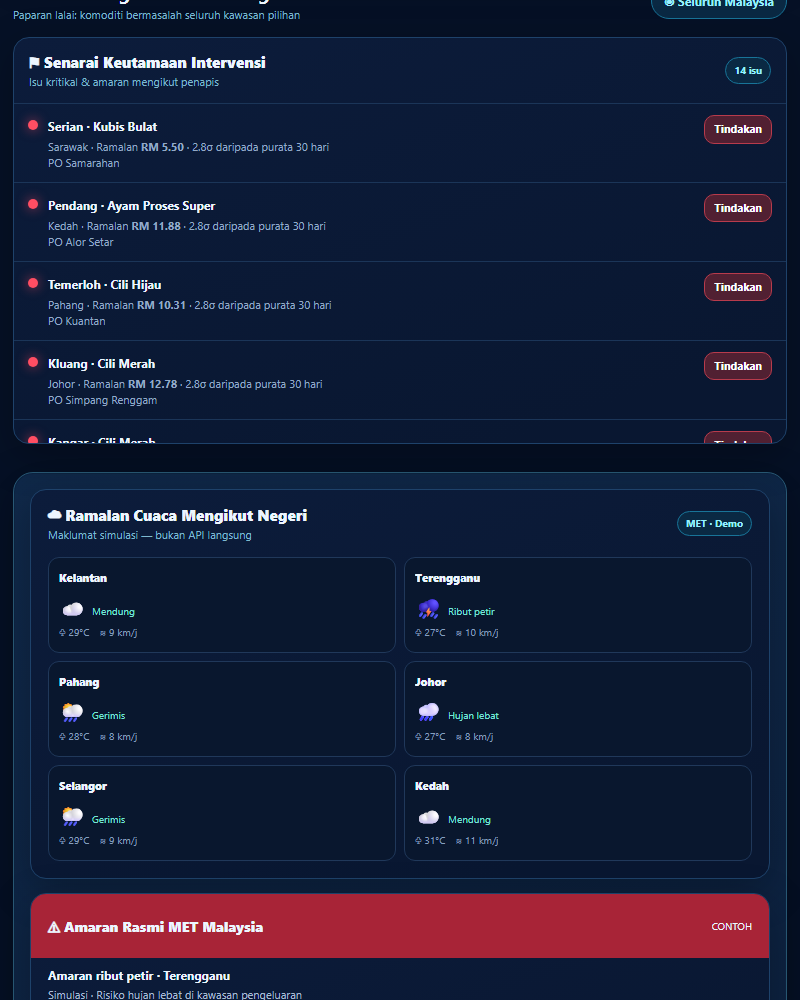 Paparan lalai: komoditi bermasalah seluruh kawasan pilihan
Seluruh Malaysia
Senarai Keutamaan Intervensi
Isu kritikal & amaran mengikut penapis
14 isu
Serian · Kubis Bulat
Sarawak · Ramalan RM 5.50 · 2.8σ daripada purata 30 hari
PO Samarahan
Tindakan
Pendang · Ayam Proses Super
Kedah · Ramalan RM 11.88 · 2.8σ daripada purata 30 hari
PO Alor Setar
Tindakan
Temerloh · Cili Hijau
Pahang · Ramalan RM 10.31 · 2.8σ daripada purata 30 hari
PO Kuantan
Tindakan
Kluang · Cili Merah
Johor · Ramalan RM 12.78 · 2.8σ daripada purata 30 hari
PO Simpang Renggam
Tindakan
Kangar · Cili Merah
Tindakan
Ramalan Cuaca Mengikut Negeri
Maklumat simulasi — bukan API langsung
MET · Demo
Kelantan
Mendung
29°C ≈ 9 km/j
Terengganu
Ribut petir
27°C ≈ 10 km/j
Pahang
Gerimis
28°C ≈ 8 km/j
Johor
Hujan lebat
27°C ≈ 8 km/j
Selangor
Gerimis
29°C ≈ 9 km/j
Kedah
Mendung
31°C ≈ 11 km/j
Amaran Rasmi MET Malaysia
CONTOH
Amaran ribut petir · Terengganu
Simulasi · Risiko hujan lebat di kawasan pengeluaran